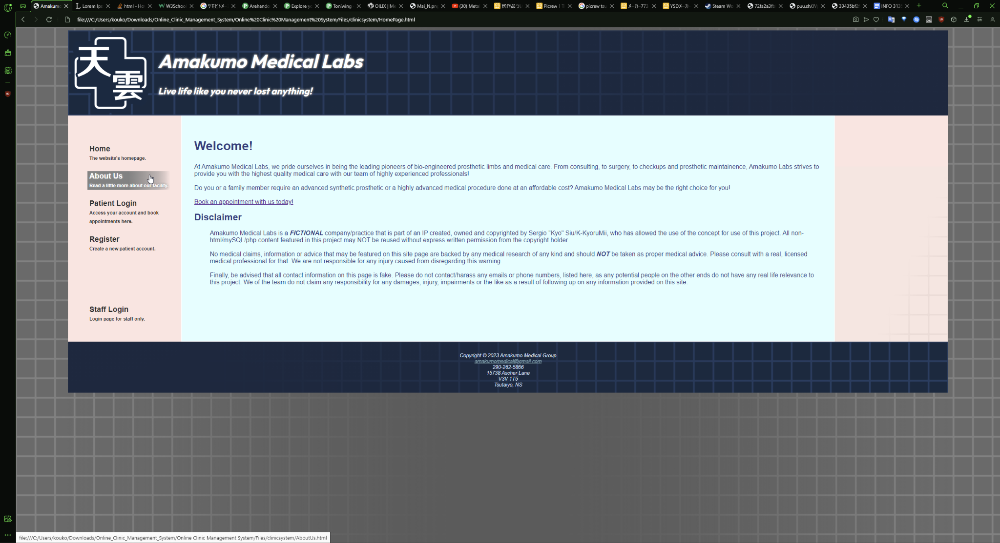 Amakumo
Lorem Ips
html - Ho
W3School
ケモヒトメー
Arehando
Explore yo
Toniwing
OILIX | Me
Mai_N.pn
(30) Metal
試作品つい
Picrew | T
picrew tsu
メーカー773
YSDメーカー
Steam Wo
72fa2a3fb
puu.sh/JV
33435bf2
INFO 313
file:///C:/Users/kouko/Downloads/Online_Clinic_Management_System/Online%20Clinic%20Management%20System/Files/clinicsystem/HomePage.html
天雲
Amakumo Medical Labs
Live life like you never lost anything!
Home
The website's homepage.
About Us
Read a little more about our facility.
Patient Login
Access your account and book
appointments here.
Register
Create a new patient account.
Staff Login
Login page for staff only.
Welcome!
At Amakumo Medical Labs, we pride ourselves in being the leading pioneers of bio-engineered prosthetic limbs and medical care. From consulting, to surgery, to checkups and prosthetic maintainence, Amakumo Labs strives to
provide you with the highest quality medical care with our team of highly experienced professionals!
Do you or a family member require an advanced synthetic prosthetic or a highly advanced medical procedure done at an affordable cost? Amakumo Medical Labs may be the right choice for you!
Book an appointment with us today!
Disclaimer
Amakumo Medical Labs is a FICTIONAL company/practice that is part of an IP created, owned and copyrighted by Sergio "Kyo" Siu/K-KyoruMii, who has allowed the use of the concept for use of this project. All non-
html/mySQL/php content featured in this project may NOT be reused without express written permission from the copyright holder.
No medical claims, information or advice that may be featured on this site page are backed by any medical research of any kind and should NOT be taken as proper medical advice. Please consult with a real, licensed
medical professional for that. We are not responsible for any injury caused from disregarding this warning.
Finally, be advised that all contact information on this page is fake. Please do not contact/harass any emails or phone numbers, listed here, as any potential people on the other ends do not have any real life relevance to
this project. We of the team do not claim any responsibility for any damages, injury, impairments or the like as a result of following up on any information provided on this site.
Copyright © 2023 Amakumo Medical Group
amakumomedical@gmail.com
290-262-5866
15738 Ascher Lane
V3V 1T5
Tsutaiyo, NS
file:///C:/Users/kouko/Downloads/Online_Clinic_Management_System/Online Clinic Management System/Files/clinicsystem/AboutUs.html